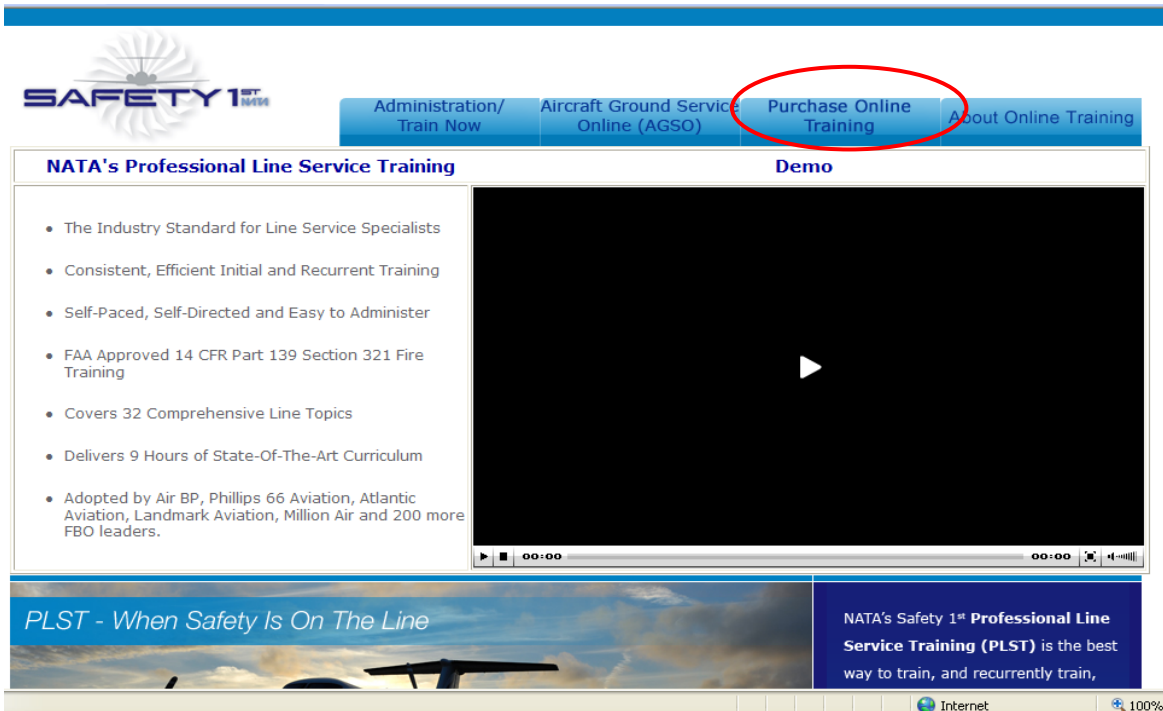 SAFETY 1ST
NATA
Administration/
Train Now
Aircraft Ground Service
Online (AGSO)
Purchase Online
Training
About Online Training
NATA's Professional Line Service Training
Demo
• The Industry Standard for Line Service Specialists
• Consistent, Efficient Initial and Recurrent Training
• Self-Paced, Self-Directed and Easy to Administer
• FAA Approved 14 CFR Part 139 Section 321 Fire
Training
• Covers 32 Comprehensive Line Topics
• Delivers 9 Hours of State-Of-The-Art Curriculum
• Adopted by Air BP, Phillips 66 Aviation, Atlantic
Aviation, Landmark Aviation, Million Air and 200 more
FBO leaders.
00:00
00:00
PLST - When Safety Is On The Line
NATA's Safety 1st Professional Line
Service Training (PLST) is the best
way to train, and recurrently train,
Internet
100%